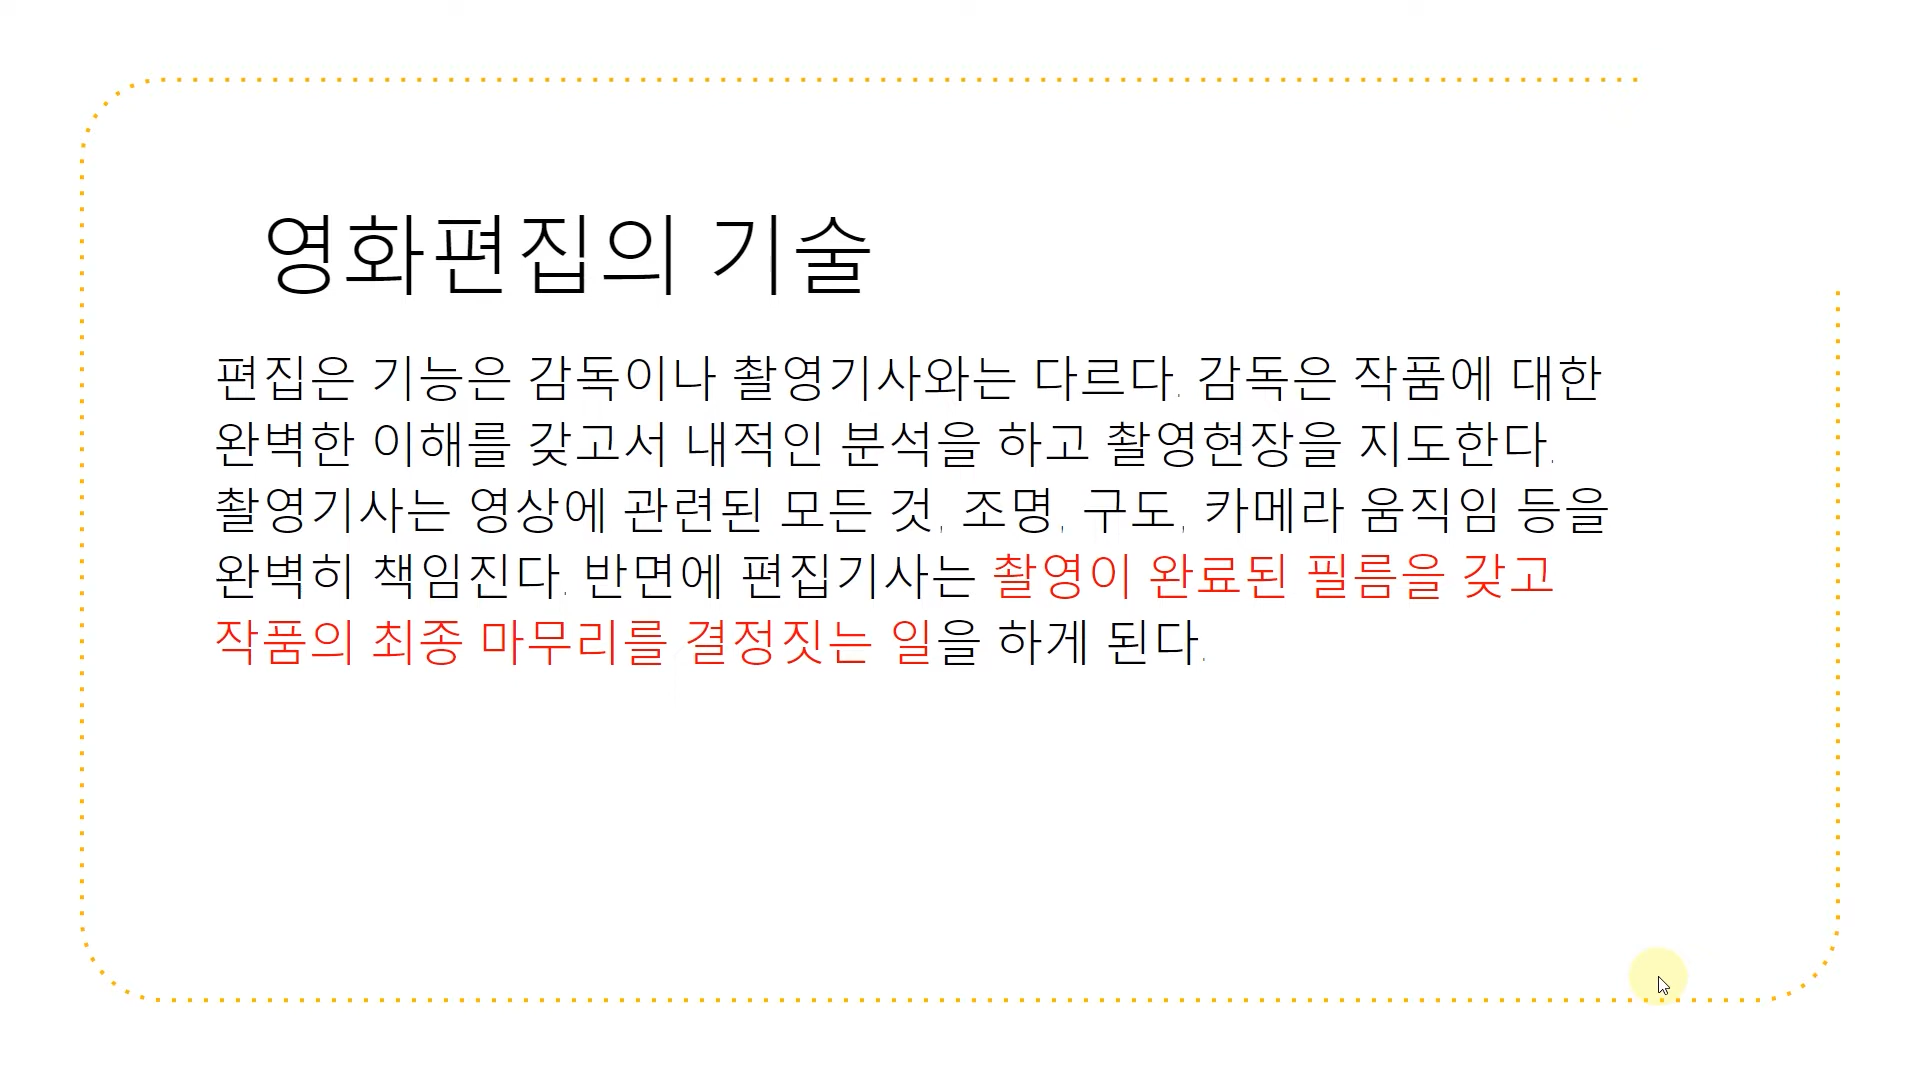 영화편집의 기술
편집은 기능은 감독이나 촬영기사와는 다르다. 감독은 작품에 대한
완벽한 이해를 갖고서 내적인 분석을 하고 촬영현장을 지도한다.
촬영기사는 영상에 관련된 모든 것, 조명, 구도, 카메라 움직임 등을
완벽히 책임진다. 반면에 편집기사는 촬영이 완료된 필름을 갖고
작품의 최종 마무리를 결정짓는 일을 하게 된다.